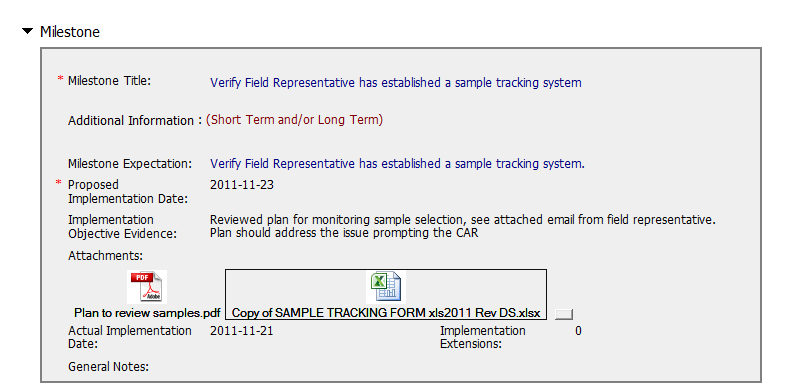 Milestone
* Milestone Title: Verify Field Representative has established a sample tracking system
Additional Information : (Short Term and/or Long Term)
Milestone Expectation: Verify Field Representative has established a sample tracking system.
* Proposed 2011-11-23
Implementation Date:
Implementation Reviewed plan for monitoring sample selection, see attached email from field representative.
Objective Evidence: Plan should address the issue prompting the CAR
Attachments:
PDF
Adobe
Plan to review samples.pdf Copy of SAMPLE TRACKING FORM xls2011 Rev DS.xlsx
Actual Implementation 2011-11-21 Implementation 0
Date: Extensions:
General Notes: